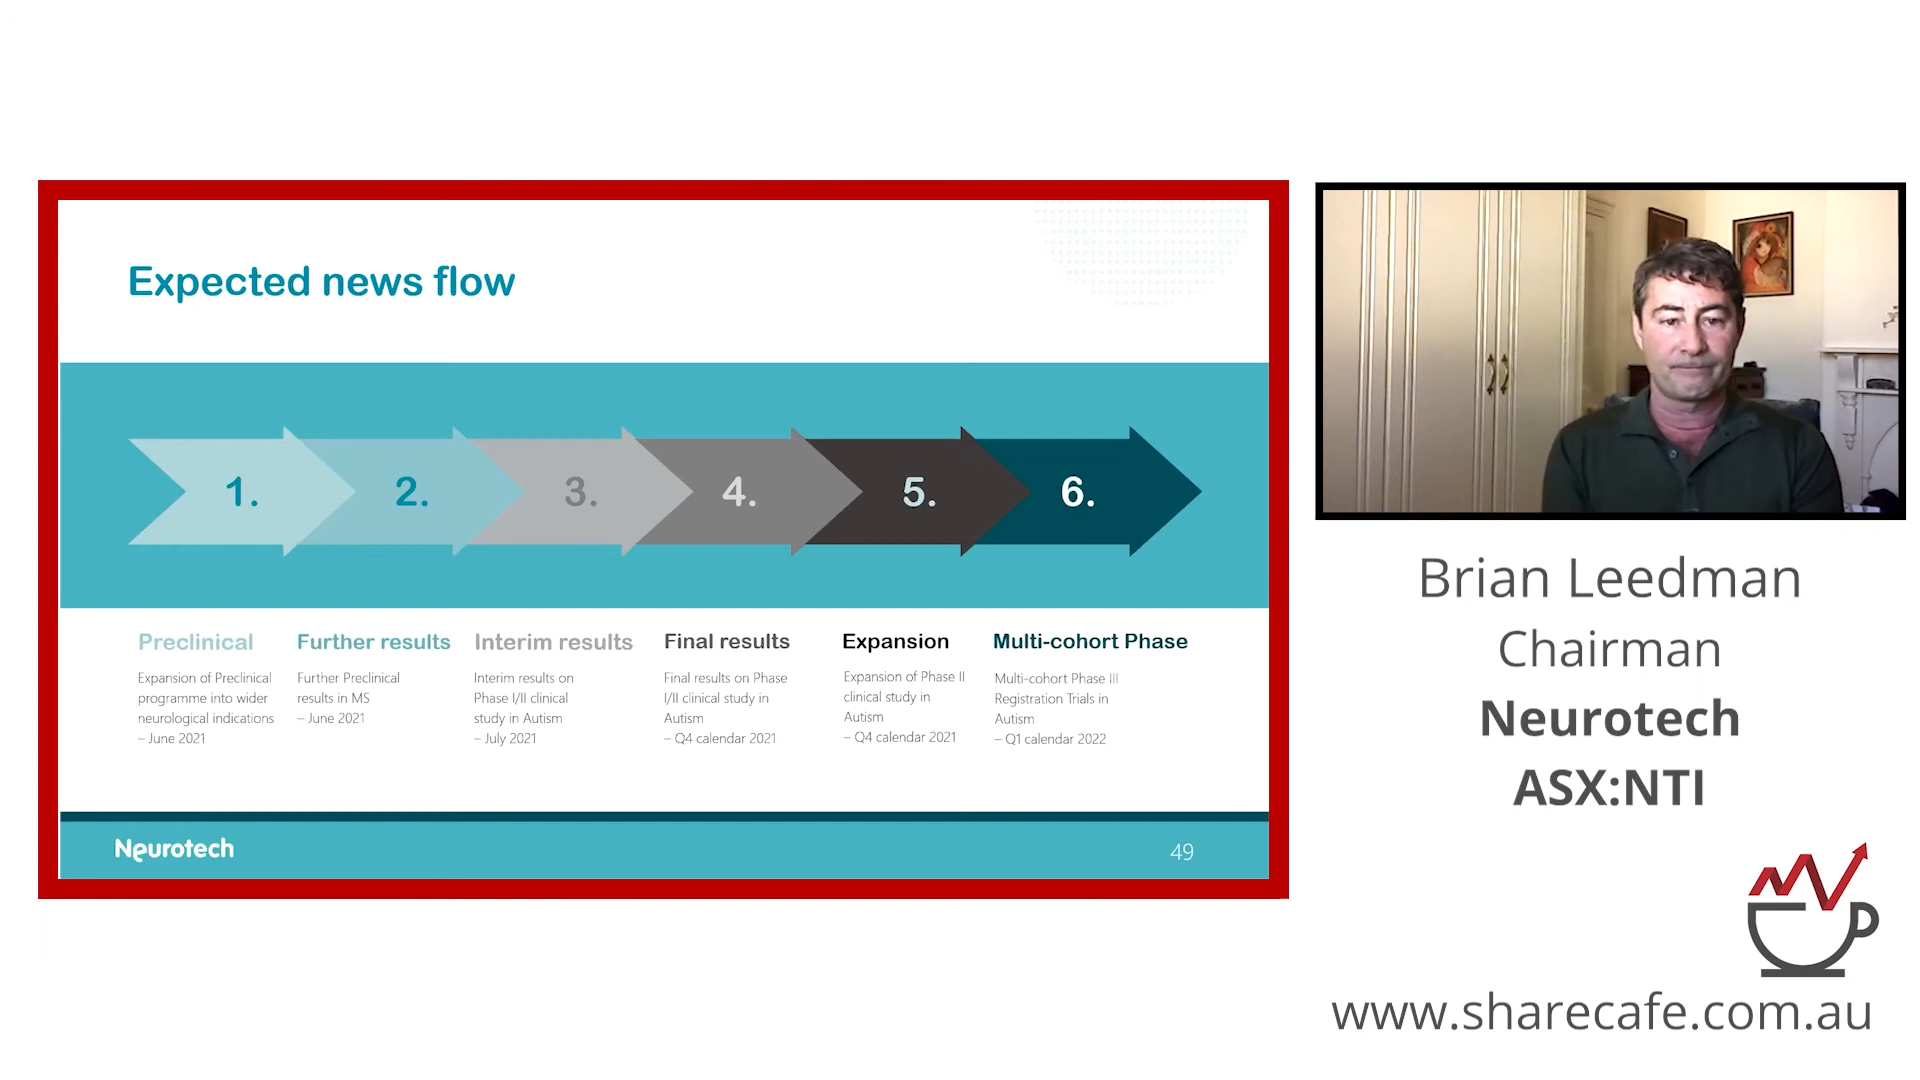 Expected news flow
1.
2.
3.
4.
5.
6.
Preclinical
Expansion of Preclinical
programme into wider
neurological indications
– June 2021
Further results
Further Preclinical
results in MS
– June 2021
Interim results
Interim results on
Phase I/II clinical
study in Autism
– July 2021
Final results
Final results on Phase
I/II clinical study in
Autism
– Q4 calendar 2021
Expansion
Expansion of Phase II
clinical study in
Autism
– Q4 calendar 2021
Multi-cohort Phase
Multi-cohort Phase III
Registration Trials in
Autism
– Q1 calendar 2022
Neurotech
49
Brian Leedman
Chairman
Neurotech
ASX:NTI
www.sharecafe.com.au